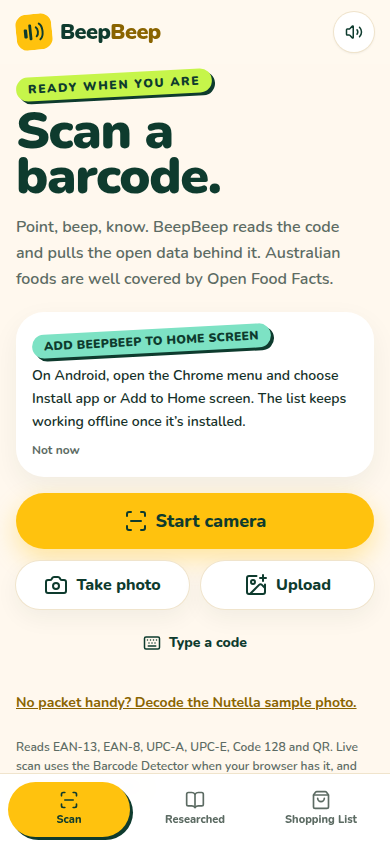 BeepBeep
READY WHEN YOU ARE
Scan a
barcode.
Point, beep, know. BeepBeep reads the code
and pulls the open data behind it. Australian
foods are well covered by Open Food Facts.
ADD BEEPBEEP TO HOME SCREEN
On Android, open the Chrome menu and choose
Install app or Add to Home screen. The list keeps
working offline once it’s installed.
Not now
Start camera
Take photo
Upload
Type a code
No packet handy? Decode the Nutella sample photo.
Reads EAN-13, EAN-8, UPC-A, UPC-E, Code 128 and QR. Live
scan uses the Barcode Detector when your browser has it, and
Scan
Researched
Shopping List